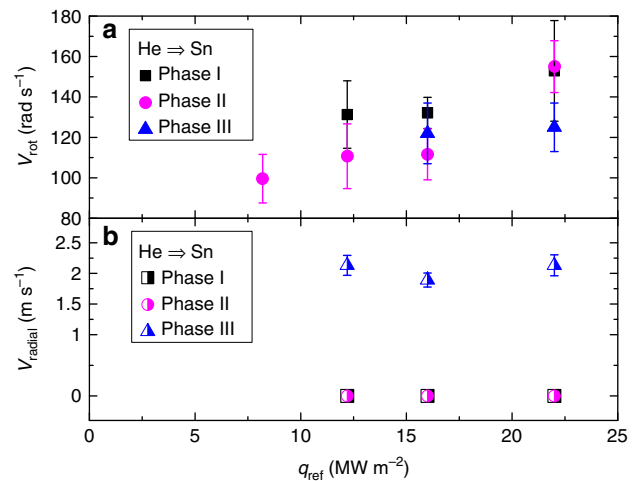 a
He ⇒ Sn
Phase I
Phase II
Phase III
180
160
140
120
100
80
V_rot (rad s⁻¹)
b
He ⇒ Sn
Phase I
Phase II
Phase III
2.5
2
1.5
1
0
V_radial (m s⁻¹)
0 5 10 15 20 25
q_ref (MW m⁻²)